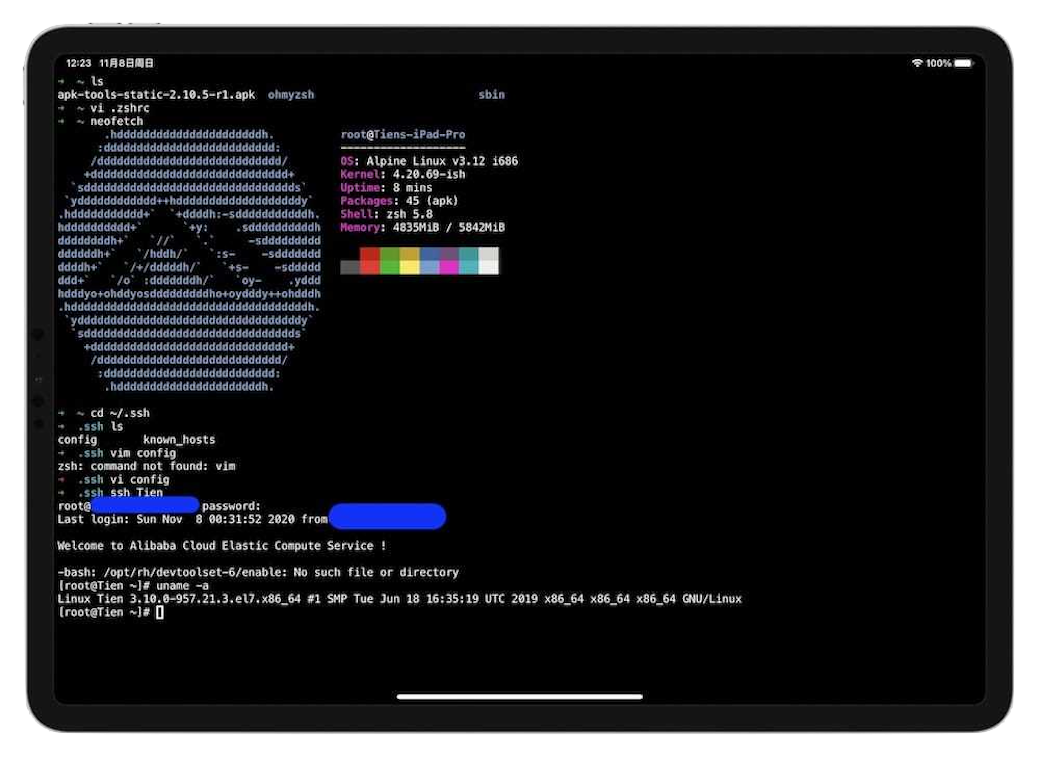 12:23 11月8日周日
100%
→ ~ ls
apk-tools-static-2.10.5-r1.apk ohmyzsh sbin
→ ~ vi .zshrc
→ ~ neofetch
root@Tiens-iPad-Pro
-------------------
OS: Alpine Linux v3.12 i686
Kernel: 4.20.69-ish
Uptime: 8 mins
Packages: 45 (apk)
Shell: zsh 5.8
Memory: 4835MiB / 5842MiB
→ ~ cd ~/.ssh
→ .ssh ls
config known_hosts
→ .ssh vim config
zsh: command not found: vim
→ .ssh vi config
→ .ssh ssh Tien
root@ password:
Last login: Sun Nov 8 00:31:52 2020 from
Welcome to Alibaba Cloud Elastic Compute Service !
-bash: /opt/rh/devtoolset-6/enable: No such file or directory
[root@Tien ~]# uname -a
Linux Tien 3.10.0-957.21.3.el7.x86_64 #1 SMP Tue Jun 18 16:35:19 UTC 2019 x86_64 x86_64 x86_64 GNU/Linux
[root@Tien ~]#